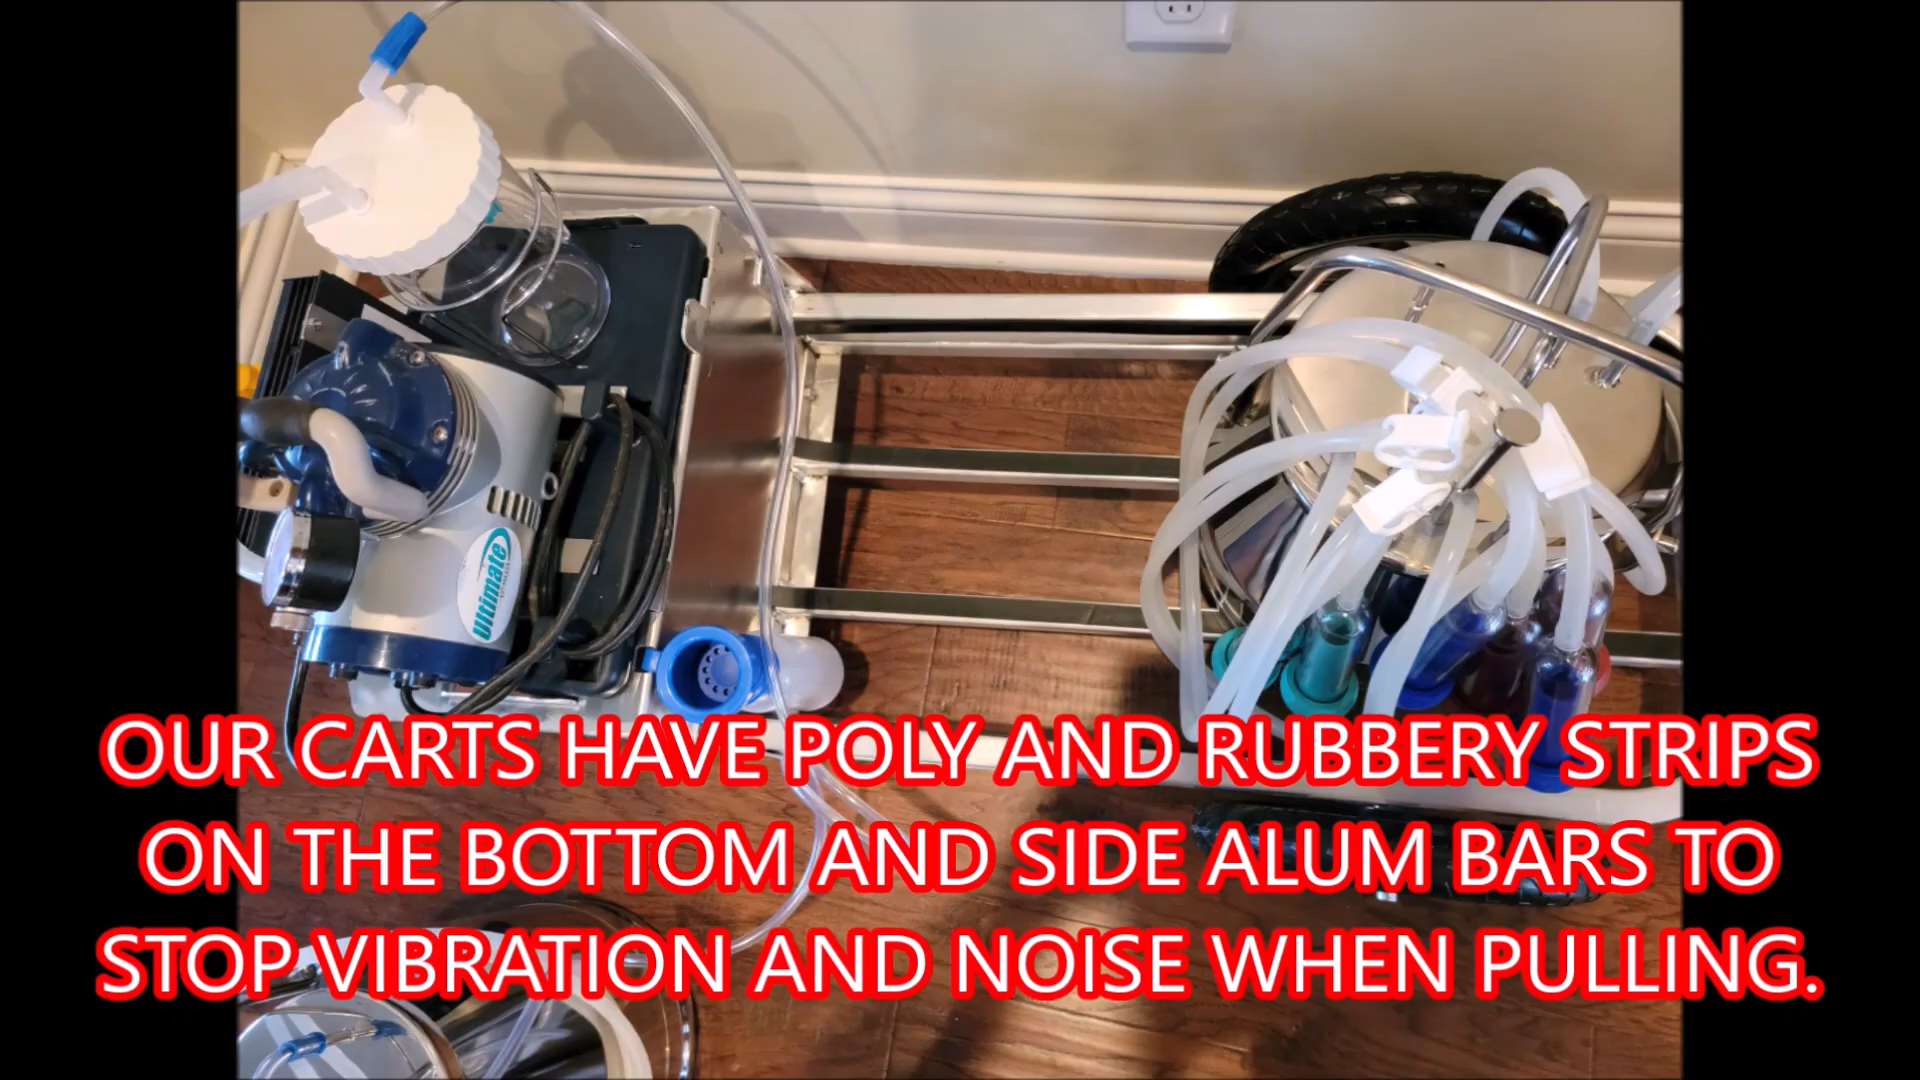 Ultimate
OUR CARTS HAVE POLY AND RUBBERY STRIPS
ON THE BOTTOM AND SIDE ALUM BARS TO
STOP VIBRATION AND NOISE WHEN PULLING.